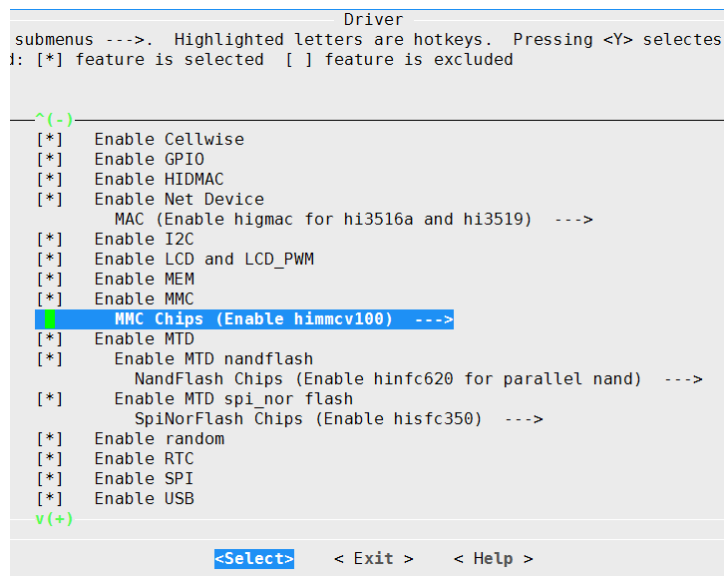 Driver
submenus --->.  Highlighted letters are hotkeys.  Pressing <Y> selectes
: [*] feature is selected  [ ] feature is excluded
^(-)
[*]   Enable Cellwise
[*]   Enable GPIO
[*]   Enable HIDMAC
[*]   Enable Net Device
MAC (Enable higmac for hi3516a and hi3519)  --->
[*]   Enable I2C
[*]   Enable LCD and LCD_PWM
[*]   Enable MEM
[*]   Enable MMC
MMC Chips (Enable himmcv100)  --->
[*]   Enable MTD
[*]     Enable MTD nandflash
NandFlash Chips (Enable hinfc620 for parallel nand)  --->
[*]     Enable MTD spi_nor flash
SpiNorFlash Chips (Enable hisfc350)  --->
[*]   Enable random
[*]   Enable RTC
[*]   Enable SPI
[*]   Enable USB
v(+)
<Select>    < Exit >    < Help >